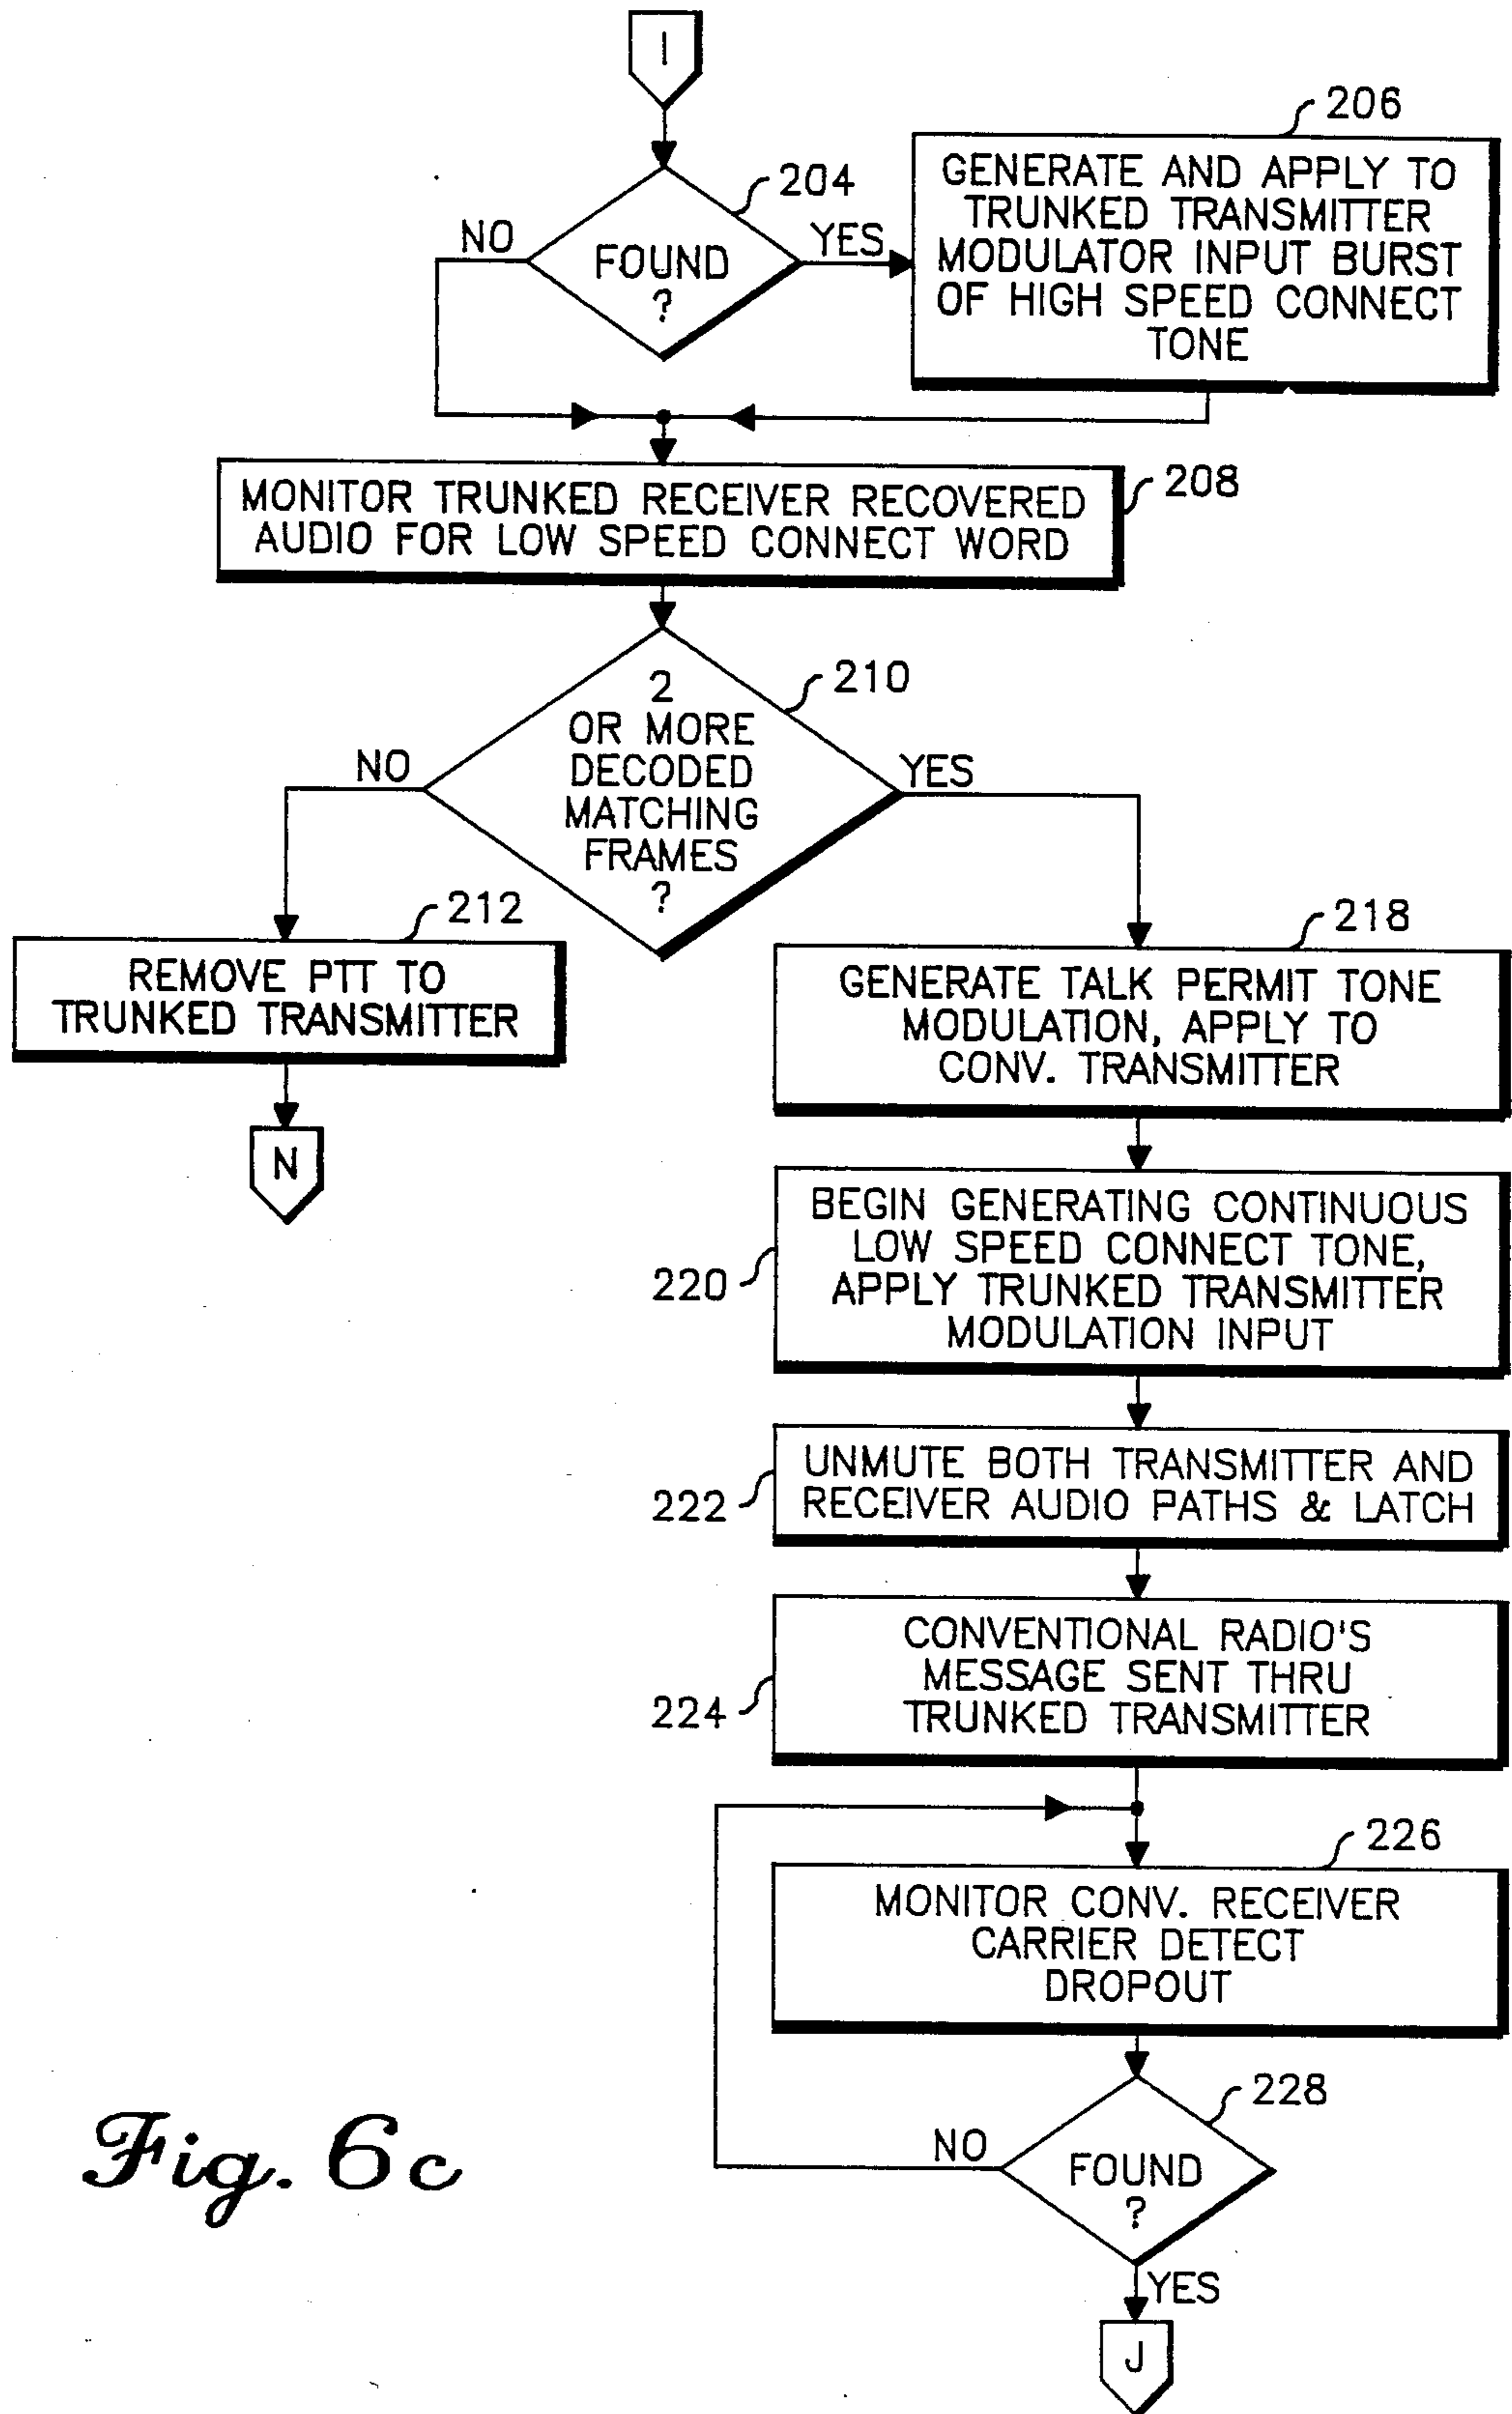 I
204
206
NO
FOUND
?
YES
GENERATE AND APPLY TO
TRUNKED TRANSMITTER
MODULATOR INPUT BURST
OF HIGH SPEED CONNECT
TONE
MONITOR TRUNKED RECEIVER RECOVERED
AUDIO FOR LOW SPEED CONNECT WORD
208
2
OR MORE
DECODED
MATCHING
FRAMES
?
210
NO
YES
212
REMOVE PTT TO
TRUNKED TRANSMITTER
N
218
GENERATE TALK PERMIT TONE
MODULATION, APPLY TO
CONV. TRANSMITTER
BEGIN GENERATING CONTINUOUS
LOW SPEED CONNECT TONE,
APPLY TRUNKED TRANSMITTER
MODULATION INPUT
220
UNMUTE BOTH TRANSMITTER AND
RECEIVER AUDIO PATHS & LATCH
222
CONVENTIONAL RADIO'S
MESSAGE SENT THRU
TRUNKED TRANSMITTER
224
226
MONITOR CONV. RECEIVER
CARRIER DETECT
DROPOUT
228
NO
FOUND
?
YES
J
Fig. 6c